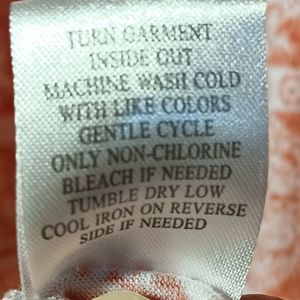 TURN GARMENT
INSIDE OUT
MACHINE WASH COLD
WITH LIKE COLORS
GENTLE CYCLE
ONLY NON-CHLORINE
BLEACH IF NEEDED
TUMBLE DRY LOW
COOL IRON ON REVERSE
SIDE IF NEEDED